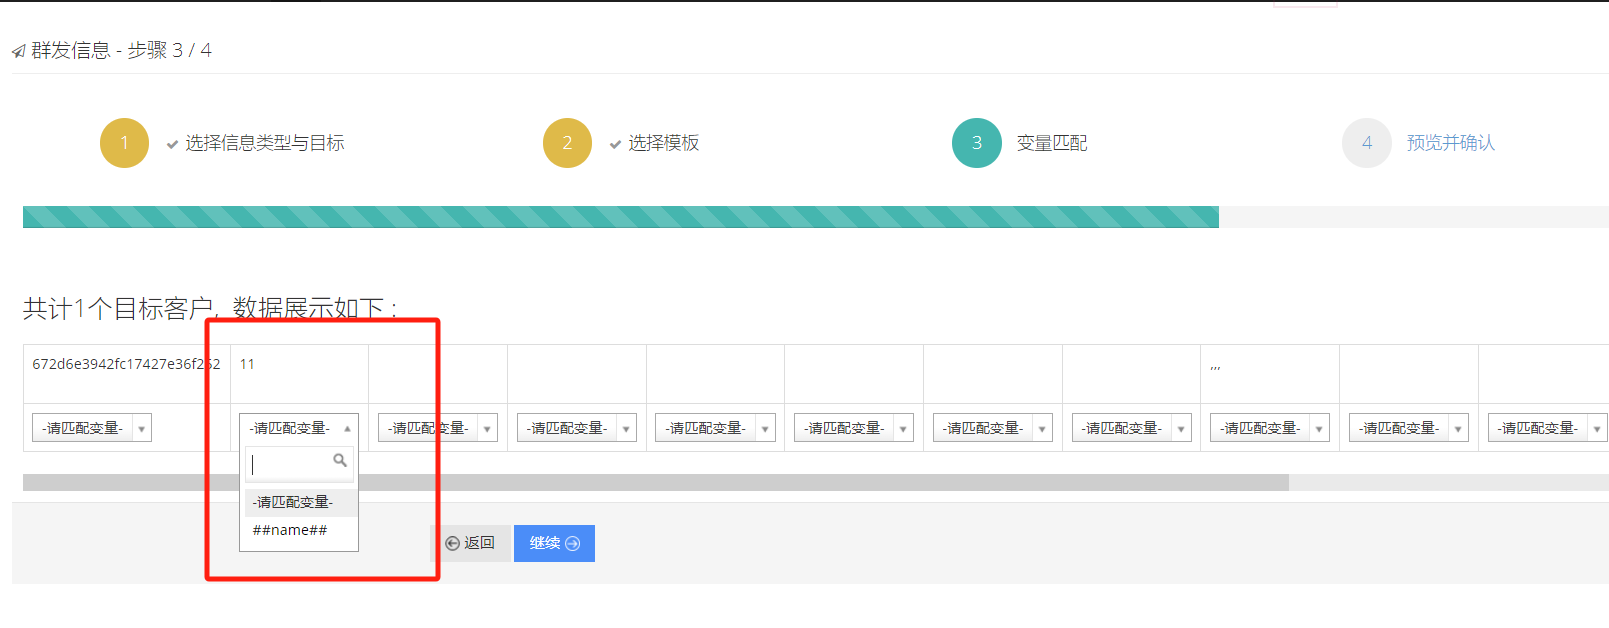 群发信息 - 步骤 3 / 4
1 选择信息类型与目标
2 选择模板
3 变量匹配
4 预览并确认
共计1个目标客户, 数据展示如下 :
672d6e3942fc17427e36f252 11 ,,,
-请匹配变量- -请匹配变量- -请匹配变量- -请匹配变量- -请匹配变量- -请匹配变量- -请匹配变量- -请匹配变量- -请匹配变量- -请匹配变量- -请匹配变量-
-请匹配变量-
##name##
返回 继续